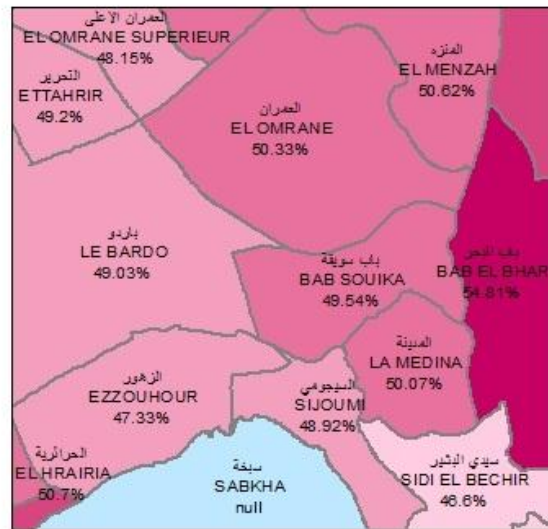 العمران الأعلى
EL OMRANE SUPERIEUR
48.15%
المنزه
EL MENZAH
50.62%
التحرير
ETTAHRIR
49.2%
العمران
EL OMRANE
50.33%
باردو
LE BARDO
49.03%
باب سويقة
BAB SOUIKA
49.54%
باب البحر
BAB EL BHAR
54.81%
المدينة
LA MEDINA
50.07%
الزهور
EZZOUHOUR
47.33%
السيجومي
SIJOUMI
48.92%
الحرائرية
EL HRAIRIA
50.7%
سبخة
SABKHA
null
سيدي البشير
SIDI EL BECHIR
46.6%